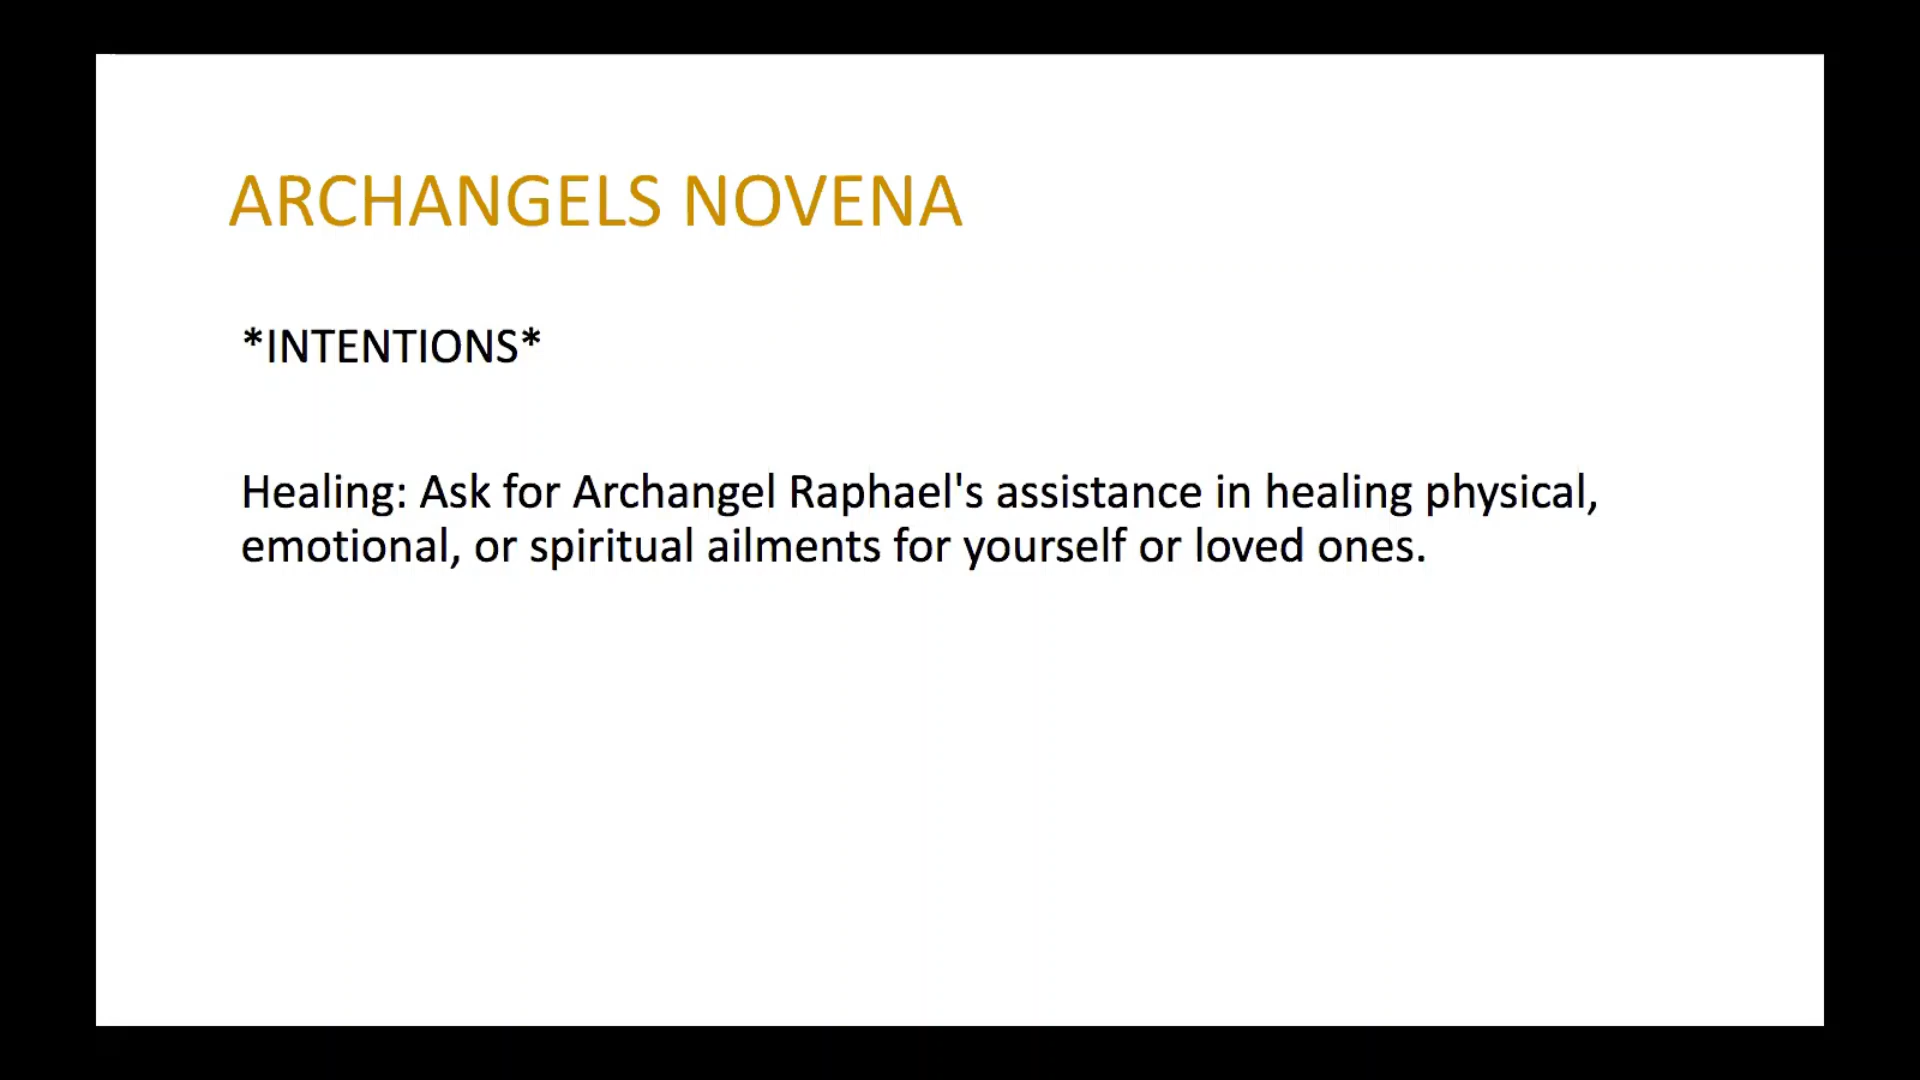 ARCHANGELS NOVENA
*INTENTIONS*
Healing: Ask for Archangel Raphael's assistance in healing physical,
emotional, or spiritual ailments for yourself or loved ones.